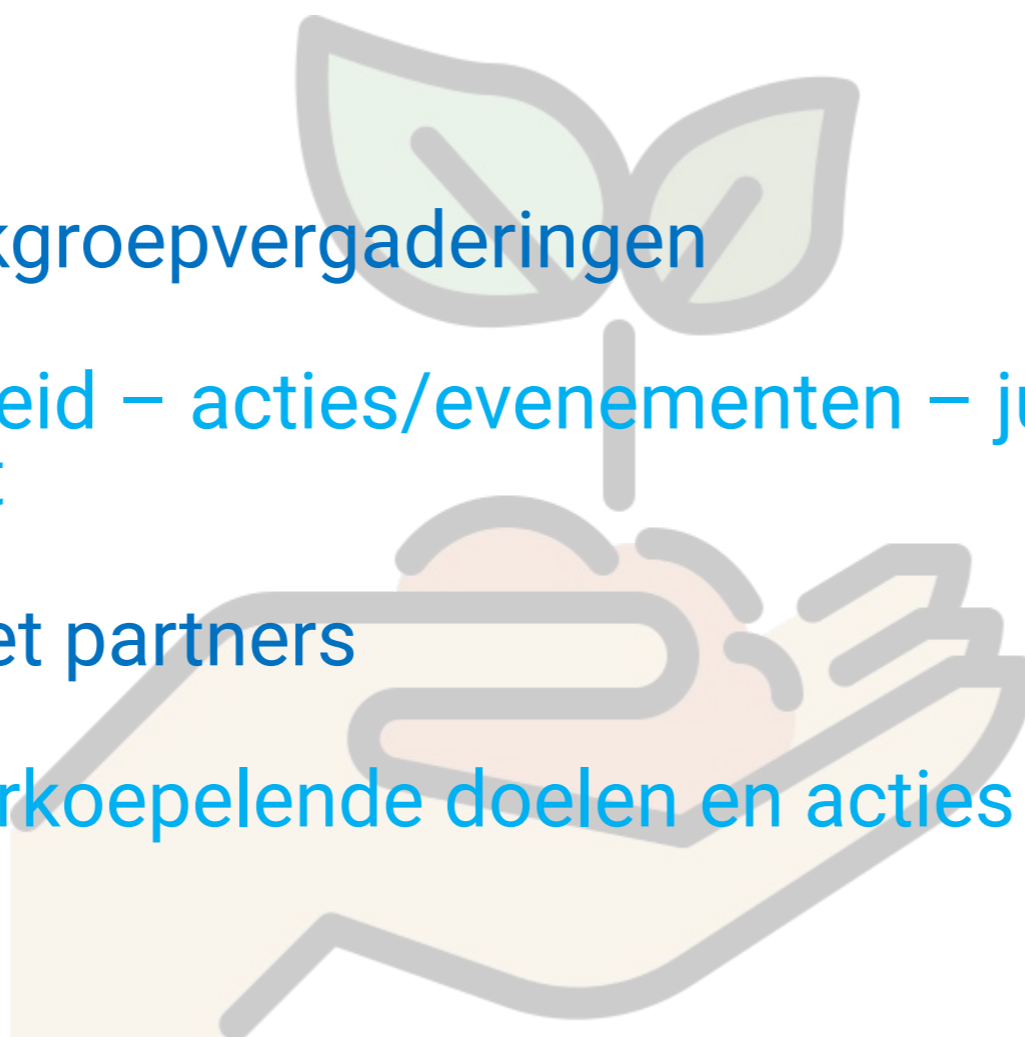 kgroepvergaderingen
eid – acties/evenementen – ju
t
et partners
rkoepelende doelen en acties